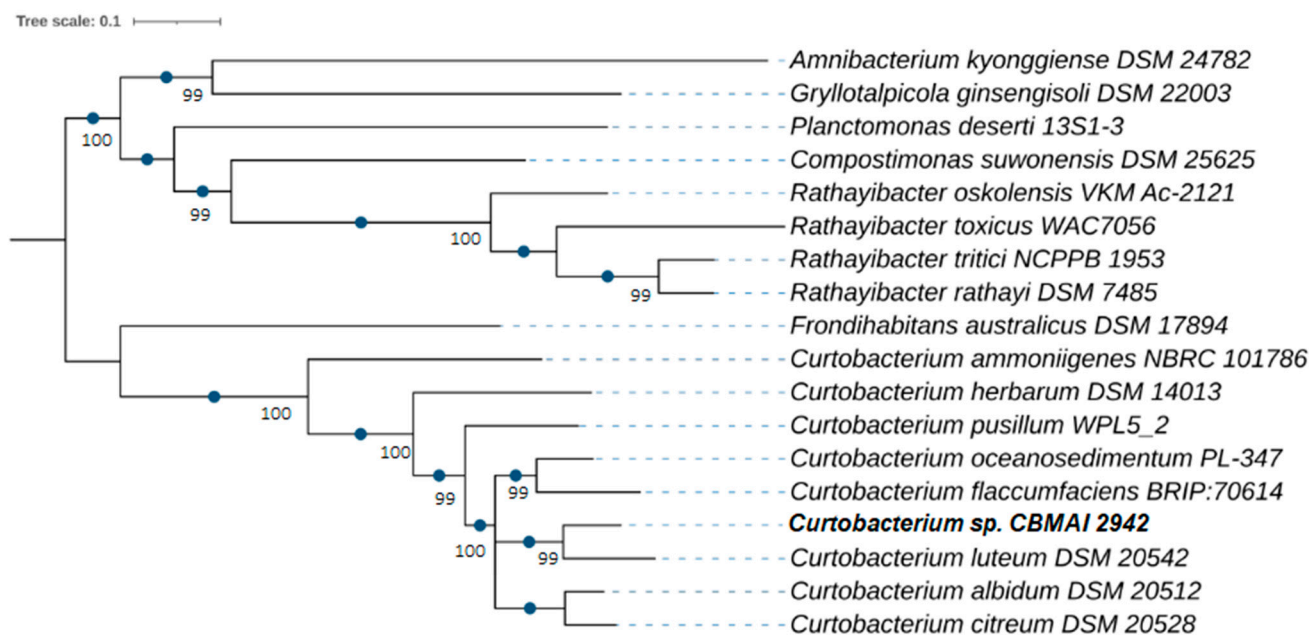 Tree scale: 0.1
Amnibacterium kyonggiense DSM 24782
99
Gryllotalpicola ginsengisoli DSM 22003
100
Planctomonas deserti 13S1-3
Compostimonas suwonensis DSM 25625
99
Rathayibacter oskolensis VKM Ac-2121
100
Rathayibacter toxicus WAC7056
Rathayibacter tritici NCPPB 1953
99
Rathayibacter rathayi DSM 7485
Frondihabitans australicus DSM 17894
Curtobacterium ammoniigenes NBRC 101786
100
Curtobacterium herbarum DSM 14013
100
Curtobacterium pusillum WPL5_2
Curtobacterium oceanosedimentum PL-347
99
99
Curtobacterium flaccumfaciens BRIP:70614
Curtobacterium sp. CBMAI 2942
100
99
Curtobacterium luteum DSM 20542
Curtobacterium albidum DSM 20512
Curtobacterium citreum DSM 20528